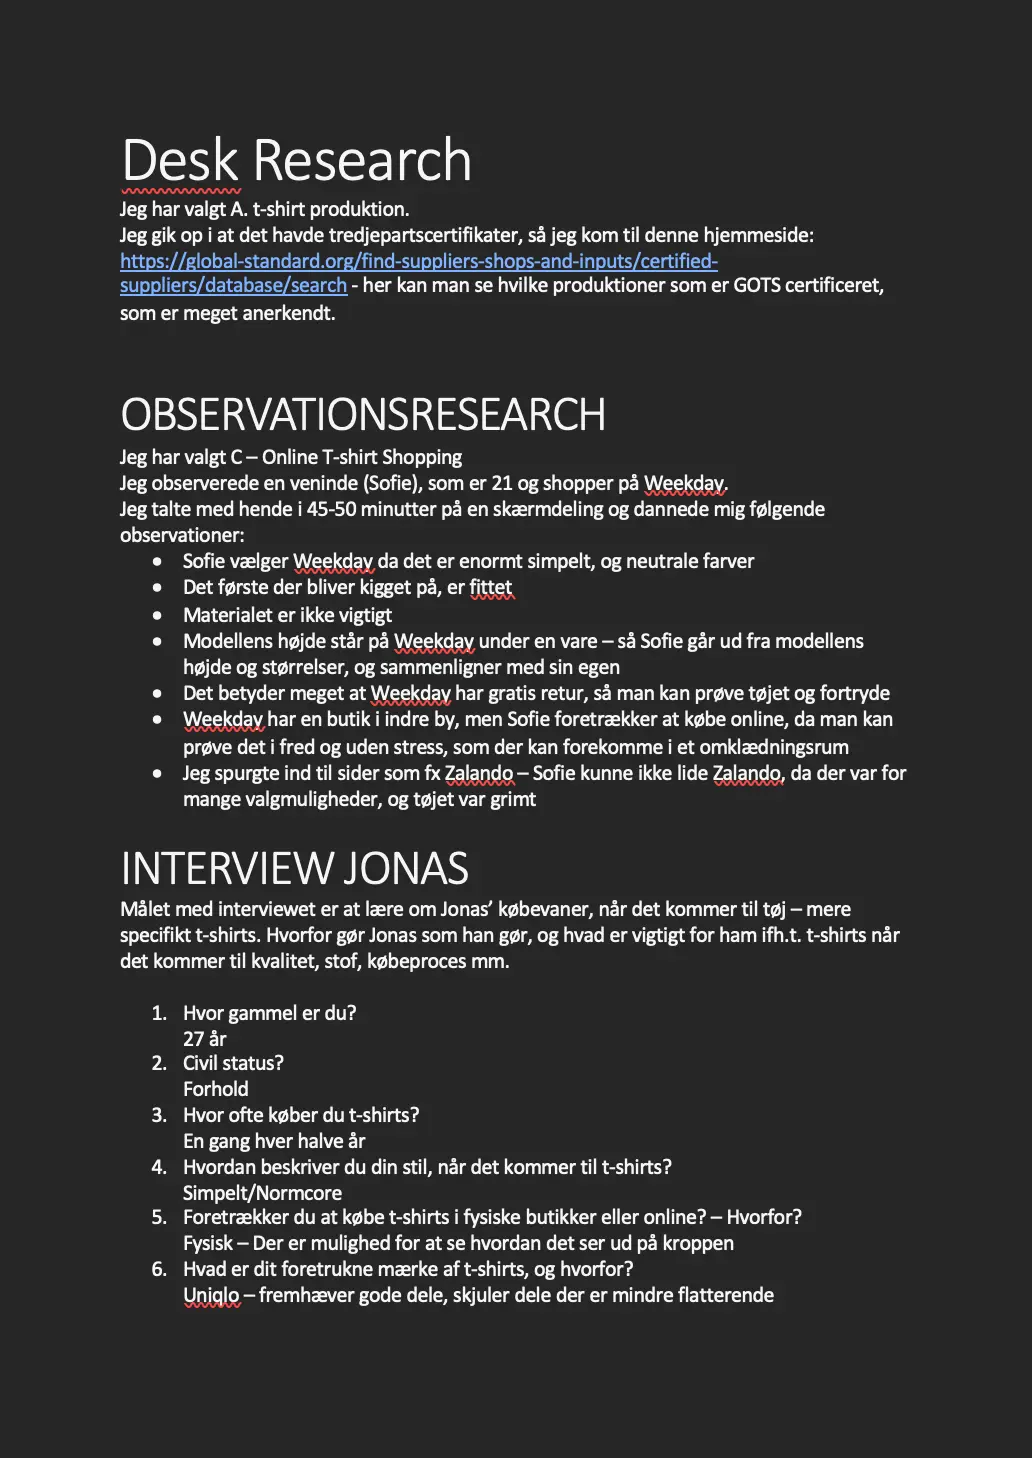 Desk Research
Jeg har valgt A. t-shirt produktion.
Jeg gik op i at det havde tredjepartscertifikater, så jeg kom til denne hjemmeside:
https://global-standard.org/find-suppliers-shops-and-inputs/certified-
suppliers/database/search - her kan man se hvilke produktioner som er GOTS certificeret,
som er meget anerkendt.
OBSERVATIONSRESEARCH
Jeg har valgt C – Online T-shirt Shopping
Jeg observerede en veninde (Sofie), som er 21 og shopper på Weekday.
Jeg talte med hende i 45-50 minutter på en skærmdeling og dannede mig følgende
observationer:
• Sofie vælger Weekday da det er enormt simpelt, og neutrale farver
• Det første der bliver kigget på, er fittet
• Materialet er ikke vigtigt
• Modellens højde står på Weekday under en vare – så Sofie går ud fra modellens
højde og størrelser, og sammenligner med sin egen
• Det betyder meget at Weekday har gratis retur, så man kan prøve tøjet og fortryde
• Weekday har en butik i indre by, men Sofie foretrækker at købe online, da man kan
prøve det i fred og uden stress, som der kan forekomme i et omklædningsrum
• Jeg spurgte ind til sider som fx Zalando – Sofie kunne ikke lide Zalando, da der var for
mange valgmuligheder, og tøjet var grimt
INTERVIEW JONAS
Målet med interviewet er at lære om Jonas’ købevaner, når det kommer til tøj – mere
specifikt t-shirts. Hvorfor gør Jonas som han gør, og hvad er vigtigt for ham ifh.t. t-shirts når
det kommer til kvalitet, stof, købeproces mm.
1. Hvor gammel er du?
27 år
2. Civil status?
Forhold
3. Hvor ofte køber du t-shirts?
En gang hver halve år
4. Hvordan beskriver du din stil, når det kommer til t-shirts?
Simpelt/Normcore
5. Foretrækker du at købe t-shirts i fysiske butikker eller online? – Hvorfor?
Fysisk – Der er mulighed for at se hvordan det ser ud på kroppen
6. Hvad er dit foretrukne mærke af t-shirts, og hvorfor?
Uniqlo – fremhæver gode dele, skjuler dele der er mindre flatterende